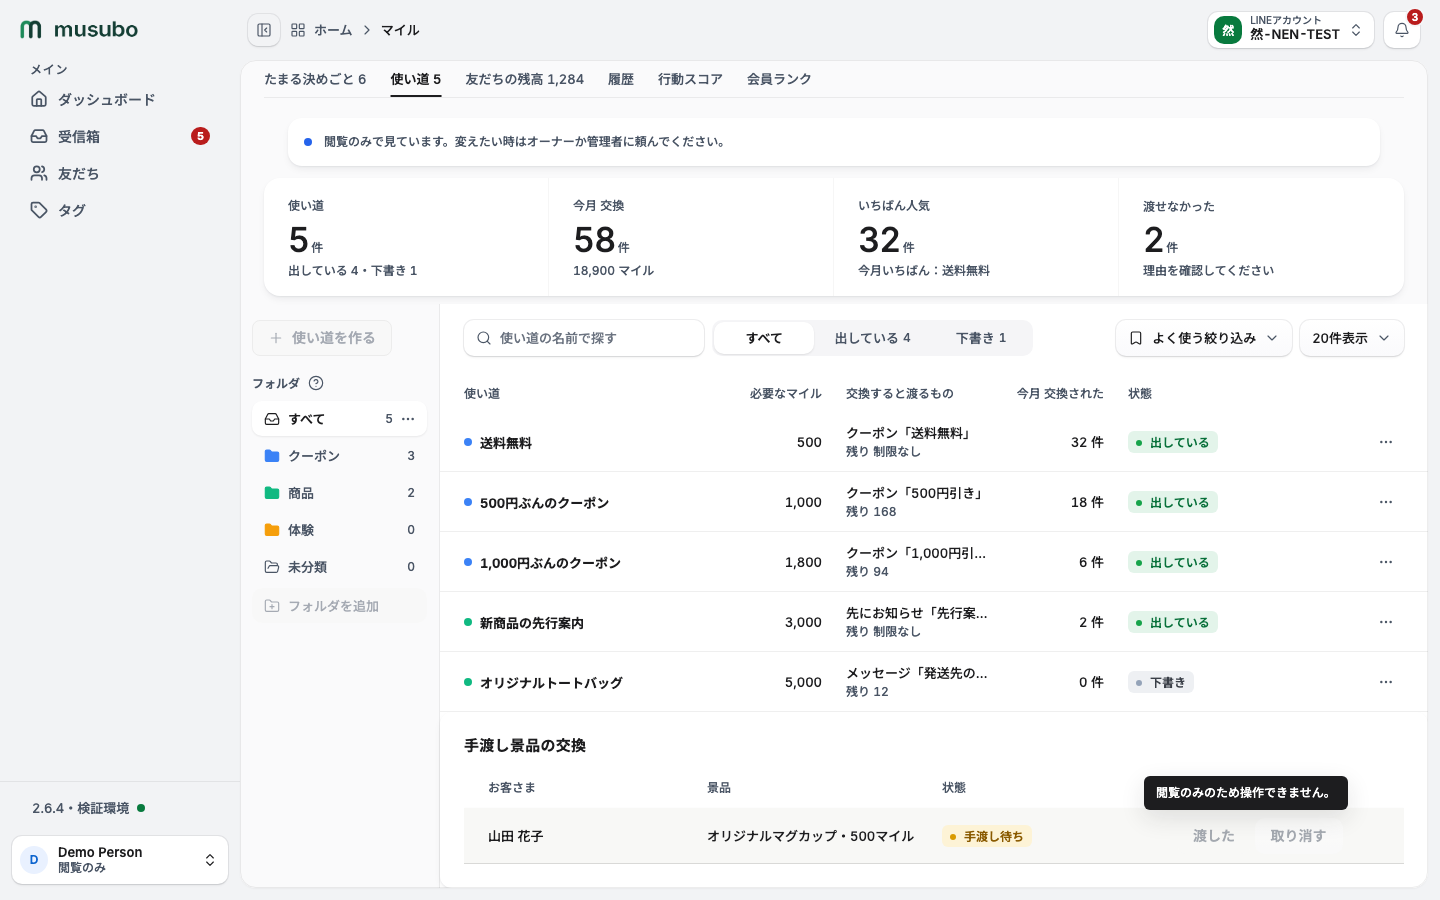 musubo
メイン
ダッシュボード
受信箱 5
友だち
タグ
2.6.4・検証環境
D
Demo Person
閲覧のみ
ホーム > マイル
然
LINEアカウント
然-NEN-TEST
3
たまる決めごと 6 使い道 5 友だちの残高 1,284 履歴 行動スコア 会員ランク
閲覧のみで見ています。変えたい時はオーナーか管理者に頼んでください。
使い道
5件
出している 4・下書き 1
今月 交換
58件
18,900 マイル
いちばん人気
32件
今月いちばん：送料無料
渡せなかった
2件
理由を確認してください
使い道を作る
フォルダ
すべて 5
クーポン 3
商品 2
体験 0
未分類 0
フォルダを追加
使い道の名前で探す
すべて 出している 4 下書き 1
よく使う絞り込み
20件表示
使い道 必要なマイル 交換すると渡るもの 今月 交換された 状態
送料無料 500 クーポン「送料無料」 32 件 出している
残り 制限なし
500円ぶんのクーポン 1,000 クーポン「500円引き」 18 件 出している
残り 168
1,000円ぶんのクーポン 1,800 クーポン「1,000円引... 6 件 出している
残り 94
新商品の先行案内 3,000 先にお知らせ「先行案... 2 件 出している
残り 制限なし
オリジナルトートバッグ 5,000 メッセージ「発送先の... 0 件 下書き
残り 12
手渡し景品の交換
お客さま 景品 状態
閲覧のみのため操作できません。
山田 花子 オリジナルマグカップ・500マイル 手渡し待ち 渡した 取り消す